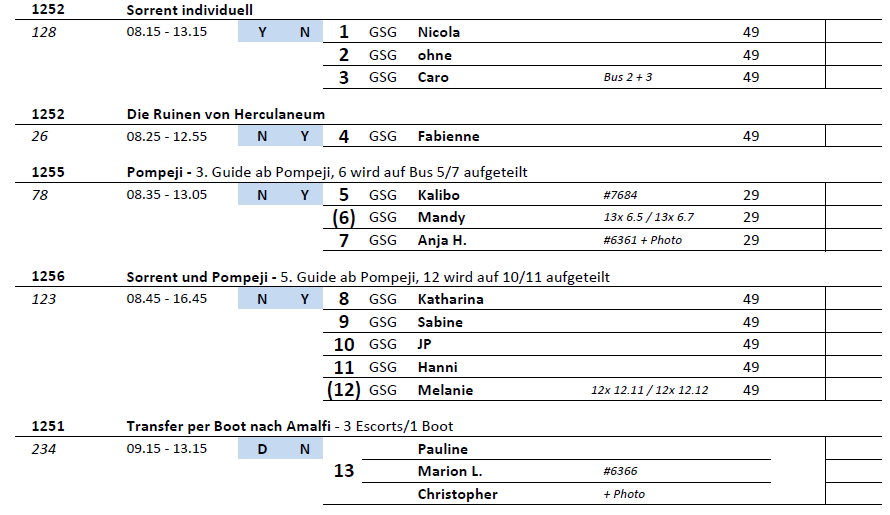 1252 Sorrent individuell
128 08.15 - 13.15 Y N 1 GSG Nicola 49
2 GSG ohne 49
3 GSG Caro Bus 2 + 3 49
1252 Die Ruinen von Herculaneum
26 08.25 - 12.55 N Y 4 GSG Fabienne 49
1255 Pompeji - 3. Guide ab Pompeji, 6 wird auf Bus 5/7 aufgeteilt
78 08.35 - 13.05 N Y 5 GSG Kalibo #7684 29
(6) GSG Mandy 13x 6.5 / 13x 6.7 29
7 GSG Anja H. #6361 + Photo 29
1256 Sorrent und Pompeji - 5. Guide ab Pompeji, 12 wird auf 10/11 aufgeteilt
123 08.45 - 16.45 N Y 8 GSG Katharina 49
9 GSG Sabine 49
10 GSG JP 49
11 GSG Hanni 49
(12) GSG Melanie 12x 12.11 / 12x 12.12 49
1251 Transfer per Boot nach Amalfi - 3 Escorts/1 Boot
234 09.15 - 13.15 D N Pauline
13 Marion L. #6366
Christopher + Photo